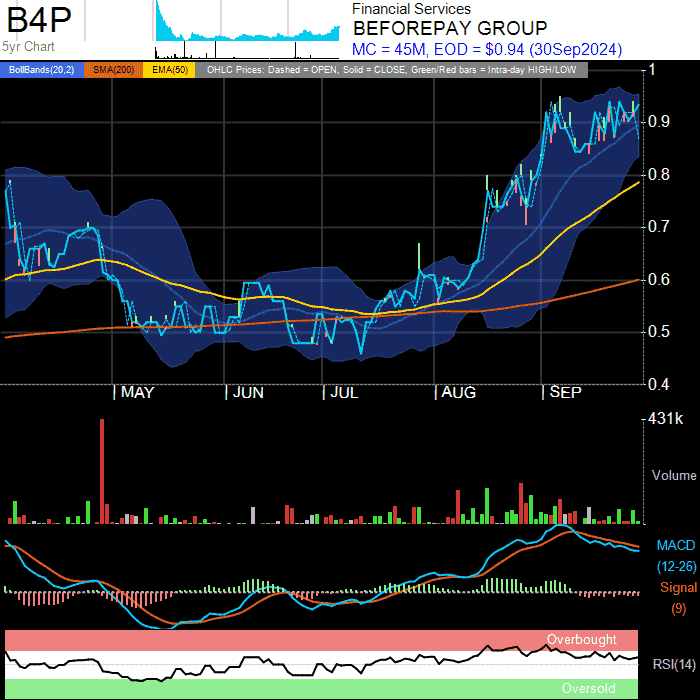 B4P
5yr Chart
Financial Services
BEFOREPAY GROUP
MC = 45M, EOD = $0.94 (30Sep2024)
BollBands(20,2) SMA(200) EMA(50) OHLC Prices: Dashed = OPEN, Solid = CLOSE, Green/Red bars = Intra-day HIGH/LOW
1
0.9
0.8
0.7
0.6
0.5
0.4
MAY JUN JUL AUG SEP
431k
Volume
MACD
(12-26)
Signal
(9)
Overbought
RSI(14)
Oversold